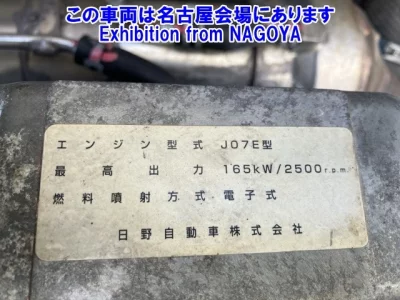 この車両は名古屋会場にあります
Exhibition from NAGOYA
エンジン型式 J07E型
最高出力 165kW/2500r.p.m.
燃料噴射方式 電子式
日野自動車株式会社